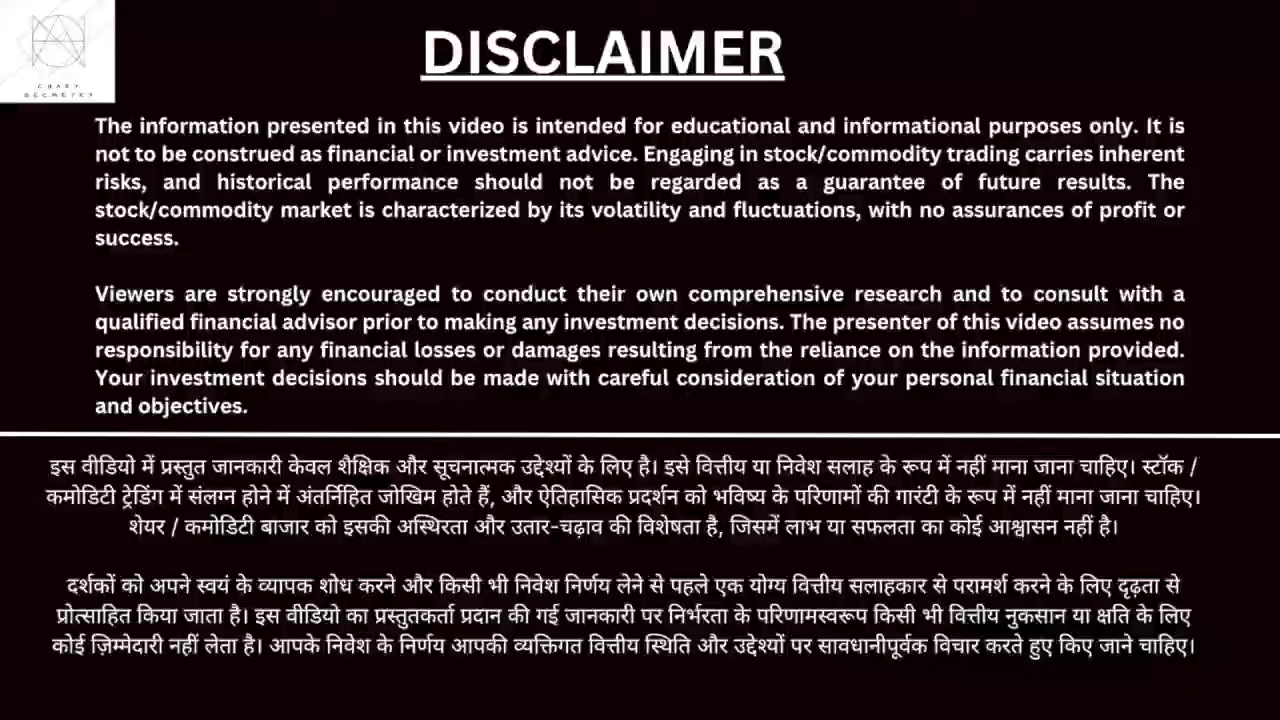 CHART
GEOMETRY
DISCLAIMER
The information presented in this video is intended for educational and informational purposes only. It is
not to be construed as financial or investment advice. Engaging in stock/commodity trading carries inherent
risks, and historical performance should not be regarded as a guarantee of future results. The
stock/commodity market is characterized by its volatility and fluctuations, with no assurances of profit or
success.
Viewers are strongly encouraged to conduct their own comprehensive research and to consult with a
qualified financial advisor prior to making any investment decisions. The presenter of this video assumes no
responsibility for any financial losses or damages resulting from the reliance on the information provided.
Your investment decisions should be made with careful consideration of your personal financial situation
and objectives.
इस वीडियो में प्रस्तुत जानकारी केवल शैक्षिक और सूचनात्मक उद्देश्यों के लिए है। इसे वित्तीय या निवेश सलाह के रूप में नहीं माना जाना चाहिए। स्टॉक /
कमोडिटी ट्रेडिंग में संलग्न होने में अंतर्निहित जोखिम होते हैं, और ऐतिहासिक प्रदर्शन को भविष्य के परिणामों की गारंटी के रूप में नहीं माना जाना चाहिए।
शेयर / कमोडिटी बाजार को इसकी अस्थिरता और उतार-चढ़ाव की विशेषता है, जिसमें लाभ या सफलता का कोई आश्वासन नहीं है।
दर्शकों को अपने स्वयं के व्यापक शोध करने और किसी भी निवेश निर्णय लेने से पहले एक योग्य वित्तीय सलाहकार से परामर्श करने के लिए दृढ़ता से
प्रोत्साहित किया जाता है। इस वीडियो का प्रस्तुतकर्ता प्रदान की गई जानकारी पर निर्भरता के परिणामस्वरूप किसी भी वित्तीय नुकसान या क्षति के लिए
कोई ज़िम्मेदारी नहीं लेता है। आपके निवेश के निर्णय आपकी व्यक्तिगत वित्तीय स्थिति और उद्देश्यों पर सावधानीपूर्वक विचार करते हुए किए जाने चाहिए।